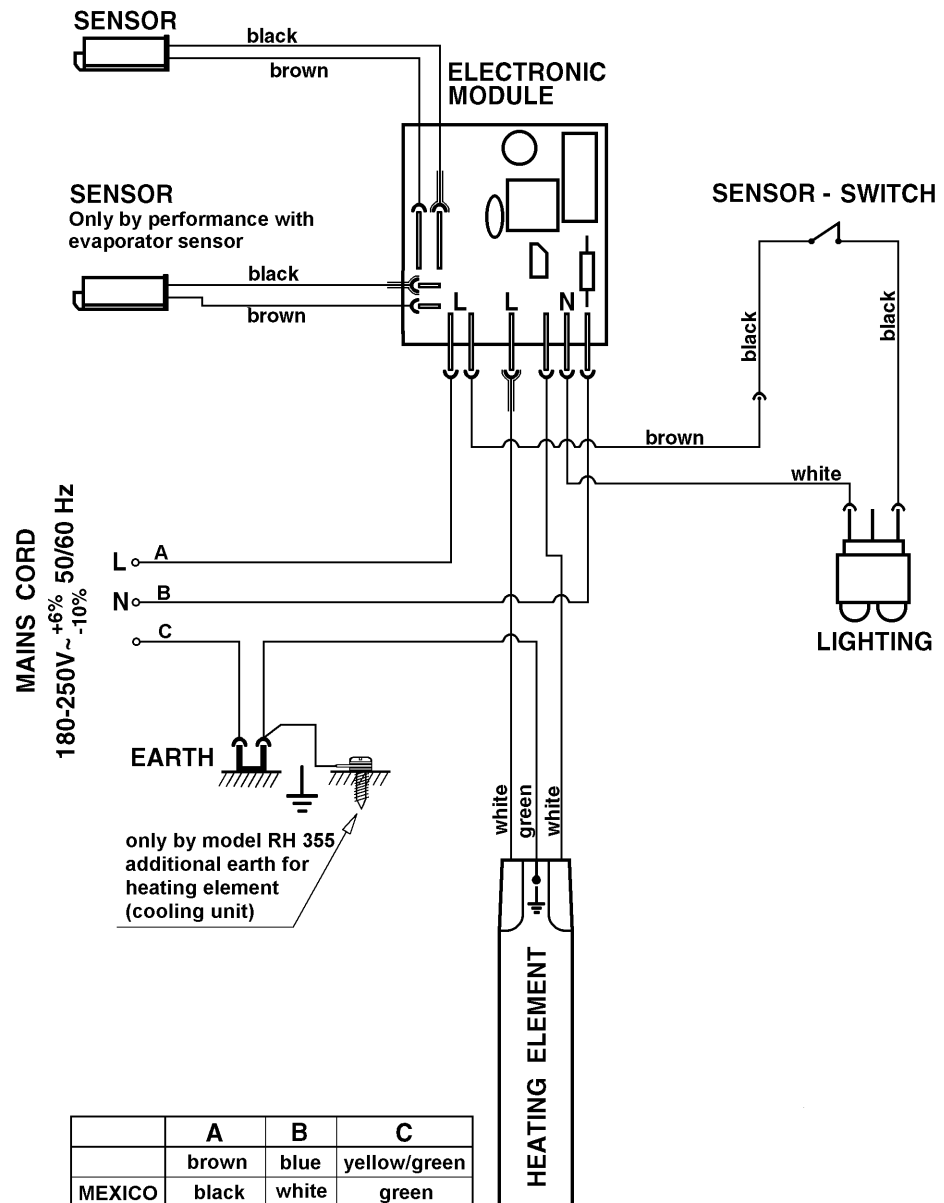 SENSOR
black
brown
ELECTRONIC
MODULE
SENSOR
Only by performance with
evaporator sensor
black
brown
L
L
N
SENSOR - SWITCH
black
black
brown
white
LIGHTING
MAINS CORD
180-250V~ +6% -10% 50/60 Hz
L
A
N
B
C
EARTH
only by model RH 355
additional earth for
heating element
(cooling unit)
white
green
white
HEATING ELEMENT
A B C
brown blue yellow/green
MEXICO black white green